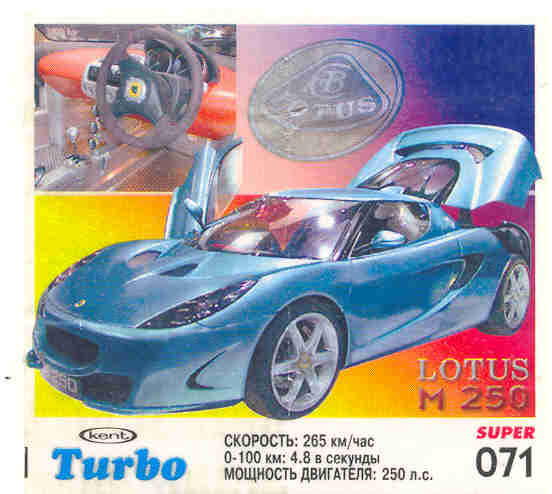 LOTUS
LOTUS
M 250
kent
Turbo
СКОРОСТЬ: 265 км/час
0-100 км: 4.8 в секунды
МОЩНОСТЬ ДВИГАТЕЛЯ: 250 л.с.
SUPER
071